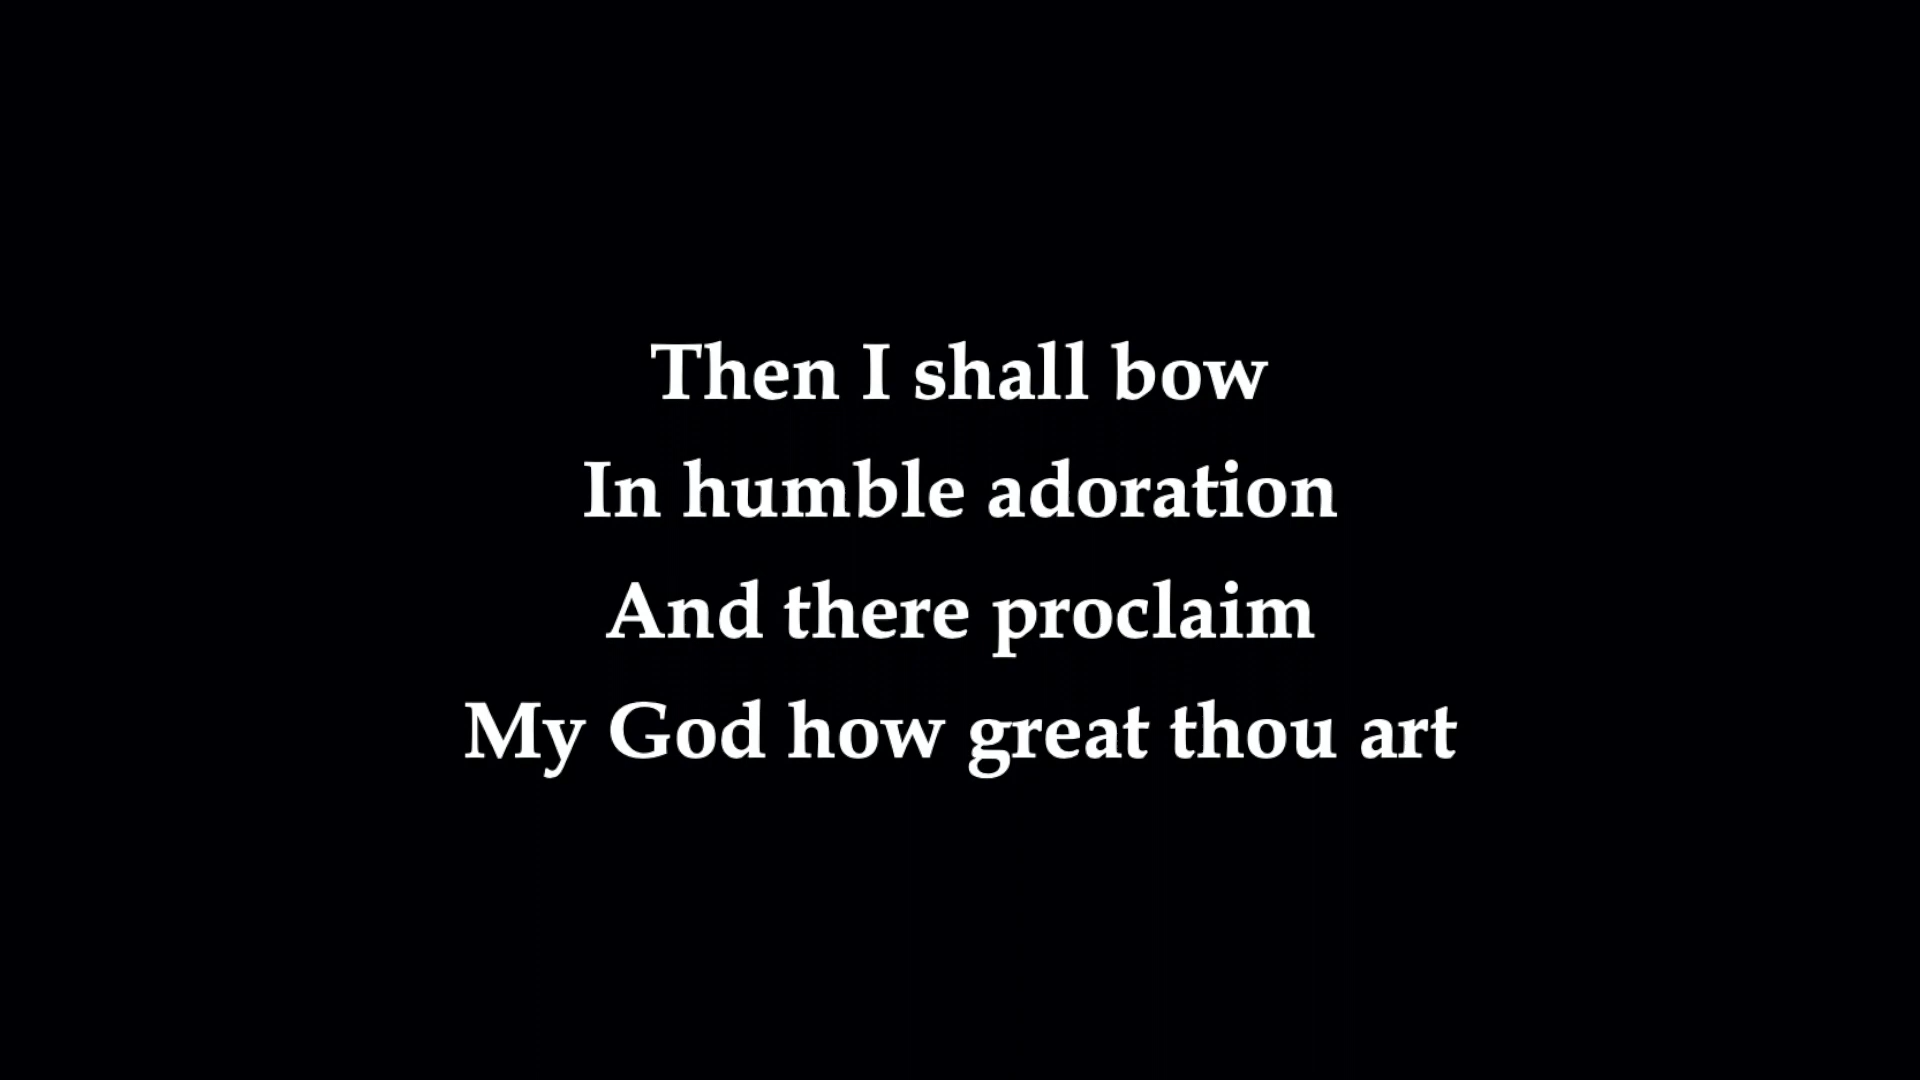 Then I shall bow
In humble adoration
And there proclaim
My God how great thou art